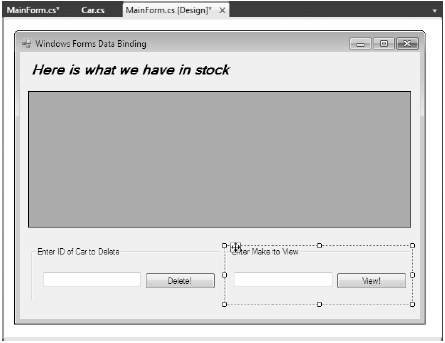 MainForm.cs* Car.cs MainForm.cs [Design]*
Windows Forms Data Binding
Here is what we have in stock
Enter ID of Car to Delete Enter Make to View
Delete! View!